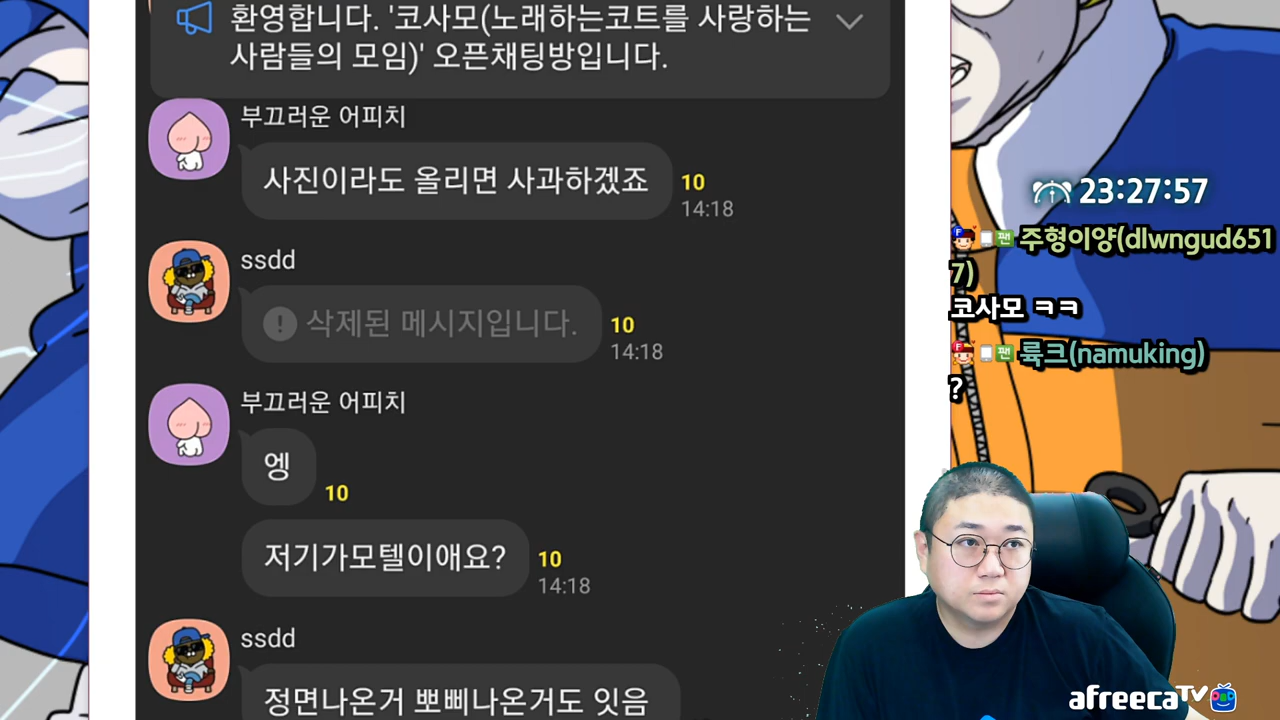 환영합니다. '코사모(노래하는코트를 사랑하는
사람들의 모임)' 오픈채팅방입니다.
부끄러운 어피치
사진이라도 올리면 사과하겠죠
10
14:18
ssdd
삭제된 메시지입니다.
10
14:18
부끄러운 어피치
엥
10
저기가모텔이애요?
10
14:18
ssdd
정면나온거 뽀삐나온거도 잇음
23:27:57
F 팬 주형이양(dlwngud651
7)
코사모 ㅋㅋ
F 팬 륙크(namuking)
?
afreecaTV